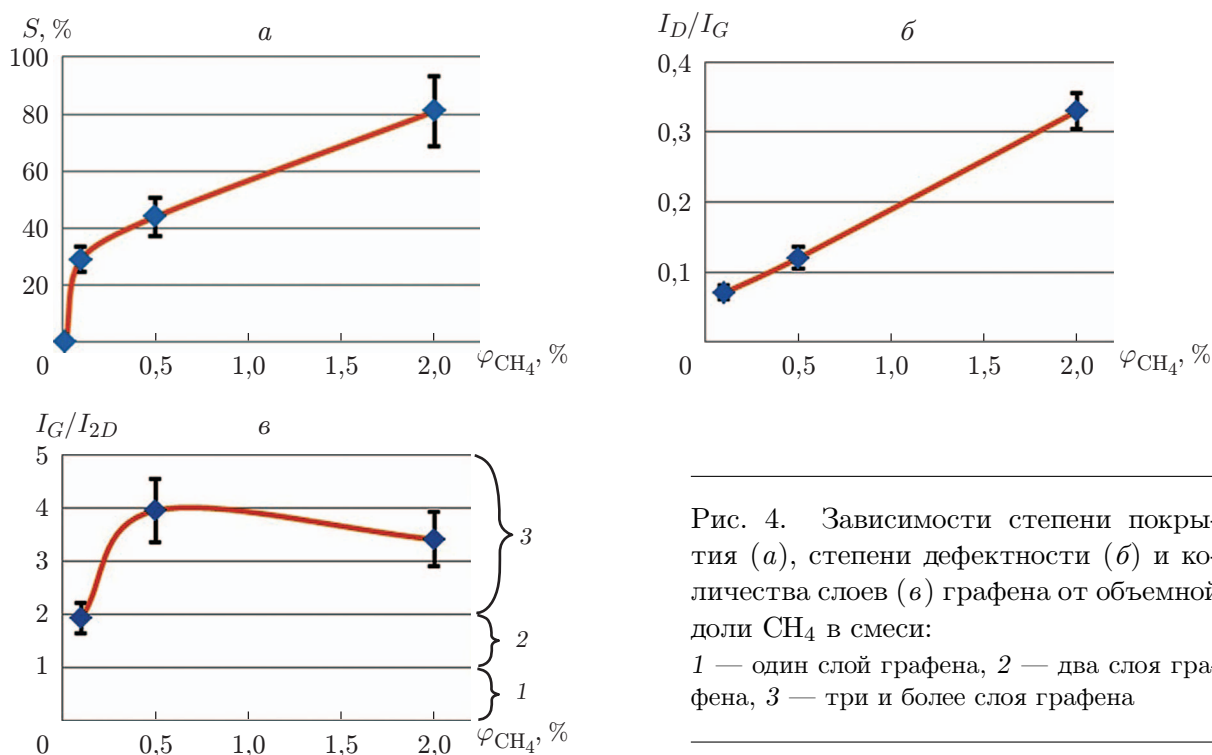 S, %
а
100
80
60
40
20
0
0,5
1,0
1,5
2,0
φCH4, %
ID/IG
б
0,4
0,3
0,2
0,1
0
0,5
1,0
1,5
2,0
φCH4, %
IG/I2D
в
5
4
3
2
1
0
0,5
1,0
1,5
2,0
φCH4, %
3
2
1
Рис. 4. Зависимости степени покры-
тия (а), степени дефектности (б) и ко-
личества слоев (в) графена от объемной
доли CH4 в смеси:
1 — один слой графена, 2 — два слоя гра-
фена, 3 — три и более слоя графена